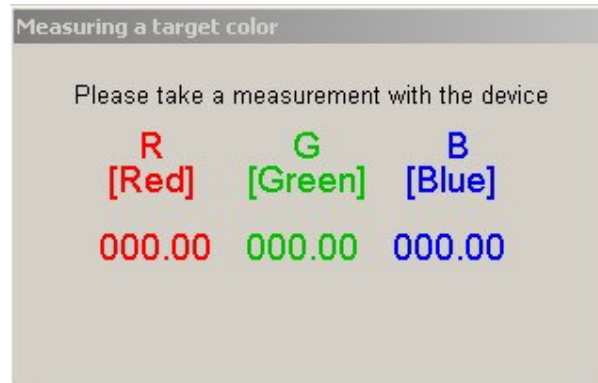 Measuring a target color
Please take a measurement with the device
R G B
[Red] [Green] [Blue]
000.00 000.00 000.00